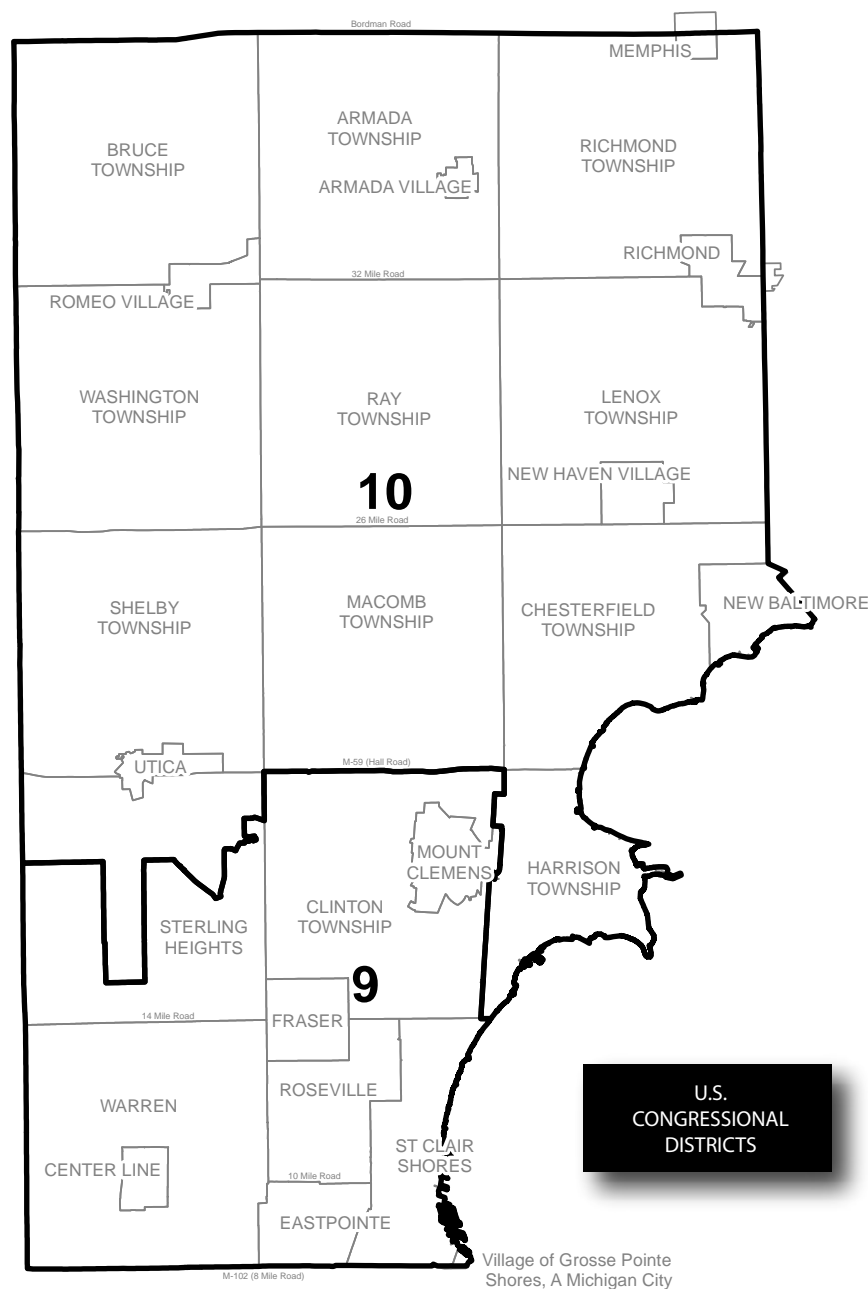 Bordman Road
MEMPHIS
ARMADA
TOWNSHIP
BRUCE
TOWNSHIP
RICHMOND
TOWNSHIP
ARMADA VILLAGE
RICHMOND
32 Mile Road
ROMEO VILLAGE
WASHINGTON
TOWNSHIP
RAY
TOWNSHIP
LENOX
TOWNSHIP
NEW HAVEN VILLAGE
10
26 Mile Road
SHELBY
TOWNSHIP
MACOMB
TOWNSHIP
CHESTERFIELD
TOWNSHIP
NEW BALTIMORE
UTICA
M-59 (Hall Road)
MOUNT
CLEMENS
HARRISON
TOWNSHIP
CLINTON
TOWNSHIP
STERLING
HEIGHTS
9
14 Mile Road
FRASER
ROSEVILLE
WARREN
U.S.
CONGRESSIONAL
DISTRICTS
ST CLAIR
SHORES
CENTER LINE
10 Mile Road
EASTPOINTE
Village of Grosse Pointe
Shores, A Michigan City
M-102 (8 Mile Road)